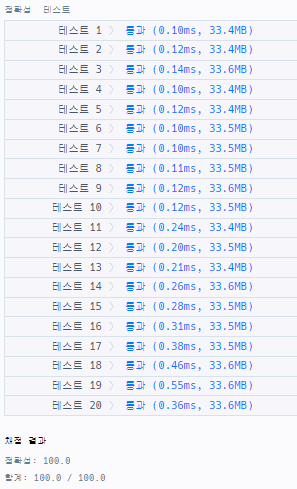 정확성 테스트
테스트 1 〉 통과 (0.10ms, 33.4MB)
테스트 2 〉 통과 (0.12ms, 33.4MB)
테스트 3 〉 통과 (0.14ms, 33.6MB)
테스트 4 〉 통과 (0.10ms, 33.4MB)
테스트 5 〉 통과 (0.12ms, 33.4MB)
테스트 6 〉 통과 (0.10ms, 33.5MB)
테스트 7 〉 통과 (0.10ms, 33.5MB)
테스트 8 〉 통과 (0.11ms, 33.5MB)
테스트 9 〉 통과 (0.12ms, 33.6MB)
테스트 10 〉 통과 (0.12ms, 33.5MB)
테스트 11 〉 통과 (0.24ms, 33.4MB)
테스트 12 〉 통과 (0.20ms, 33.5MB)
테스트 13 〉 통과 (0.21ms, 33.4MB)
테스트 14 〉 통과 (0.26ms, 33.6MB)
테스트 15 〉 통과 (0.28ms, 33.5MB)
테스트 16 〉 통과 (0.31ms, 33.5MB)
테스트 17 〉 통과 (0.38ms, 33.5MB)
테스트 18 〉 통과 (0.46ms, 33.6MB)
테스트 19 〉 통과 (0.55ms, 33.6MB)
테스트 20 〉 통과 (0.36ms, 33.6MB)
채점 결과
정확성: 100.0
합계: 100.0 / 100.0